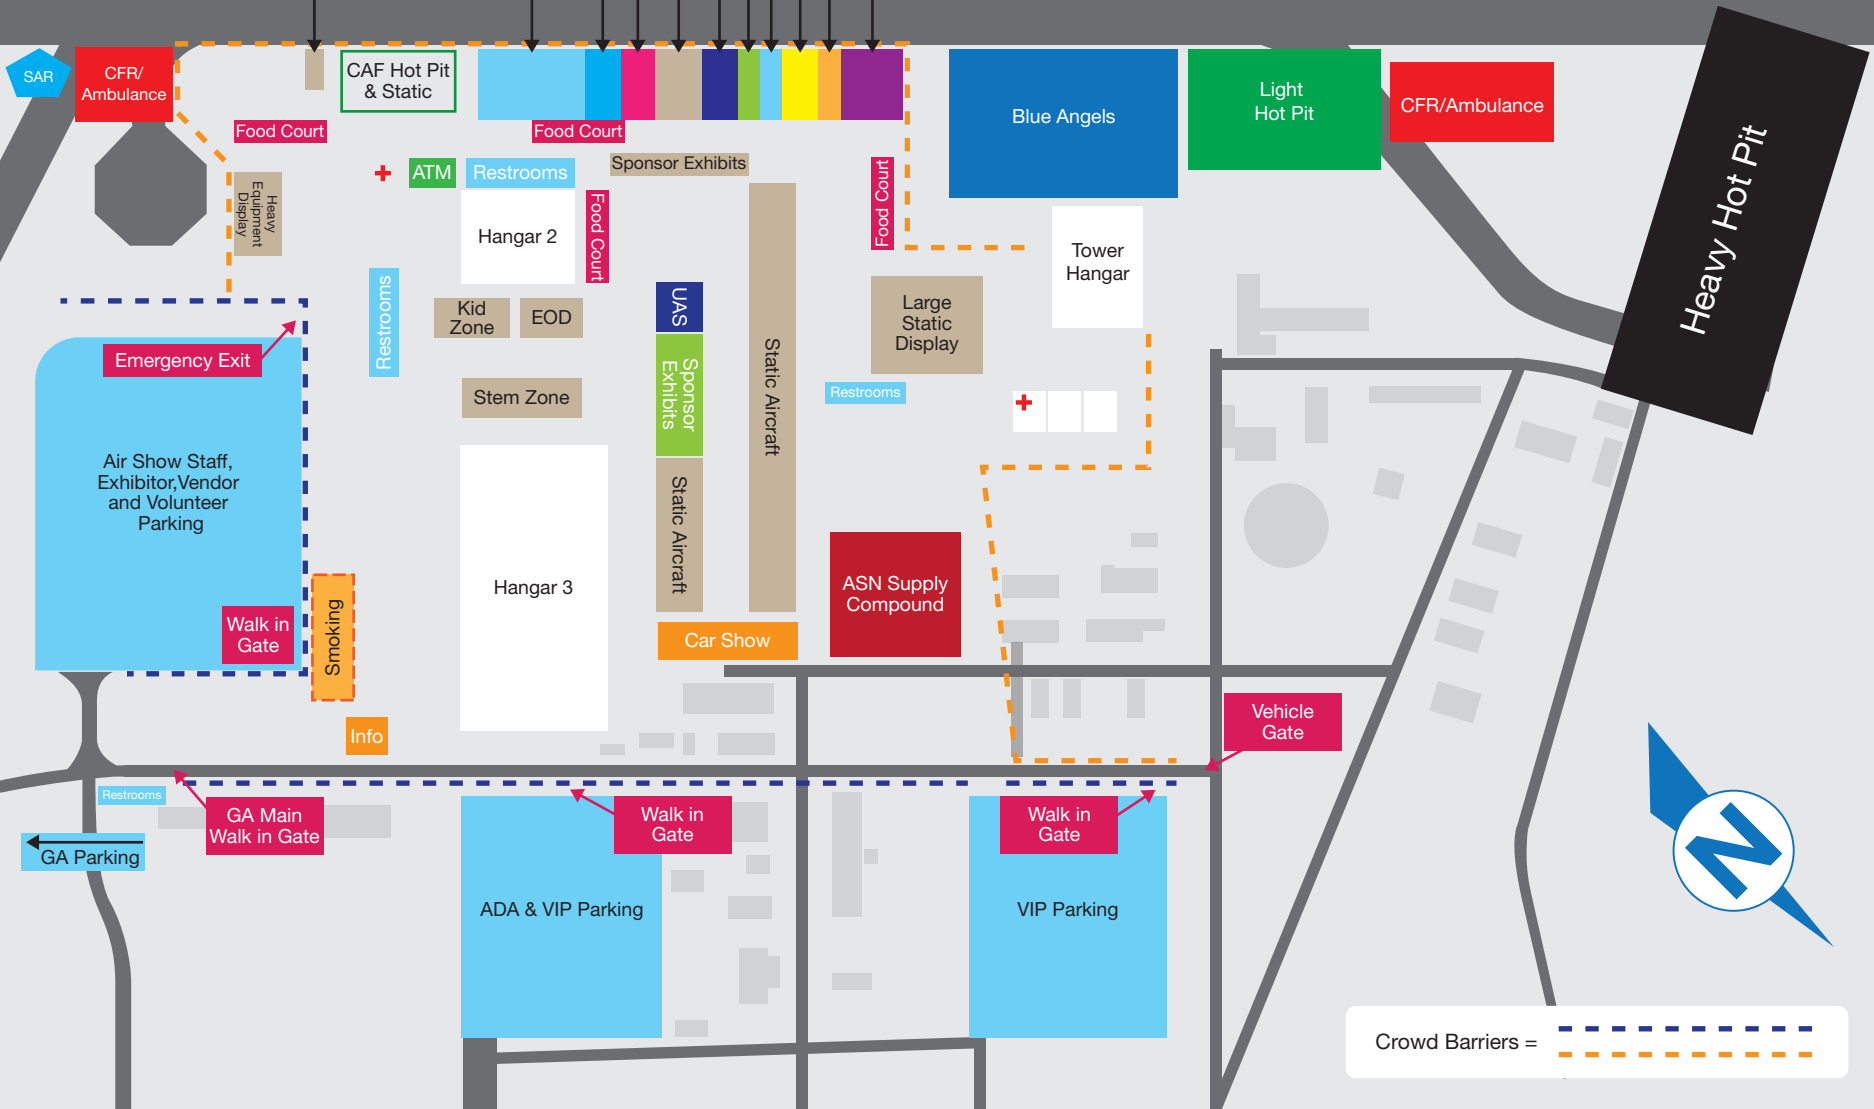 SAR
CFR/
Ambulance
CAF Hot Pit
& Static
Blue Angels
Light
Hot Pit
CFR/Ambulance
Heavy Hot Pit
Food Court
Food Court
Sponsor Exhibits
ATM
Restrooms
Food Court
Food Court
Heavy
Equipment
Display
Hangar 2
Tower
Hangar
Restrooms
Kid
Zone
EOD
UAS
Large
Static
Display
Emergency Exit
Sponsor
Exhibits
Static Aircraft
Stem Zone
Restrooms
Air Show Staff,
Exhibitor,Vendor
and Volunteer
Parking
Static Aircraft
Hangar 3
ASN Supply
Compound
Walk in
Gate
Smoking
Car Show
Info
Vehicle
Gate
Restrooms
GA Main
Walk in Gate
Walk in
Gate
Walk in
Gate
GA Parking
ADA & VIP Parking
VIP Parking
N
Crowd Barriers =